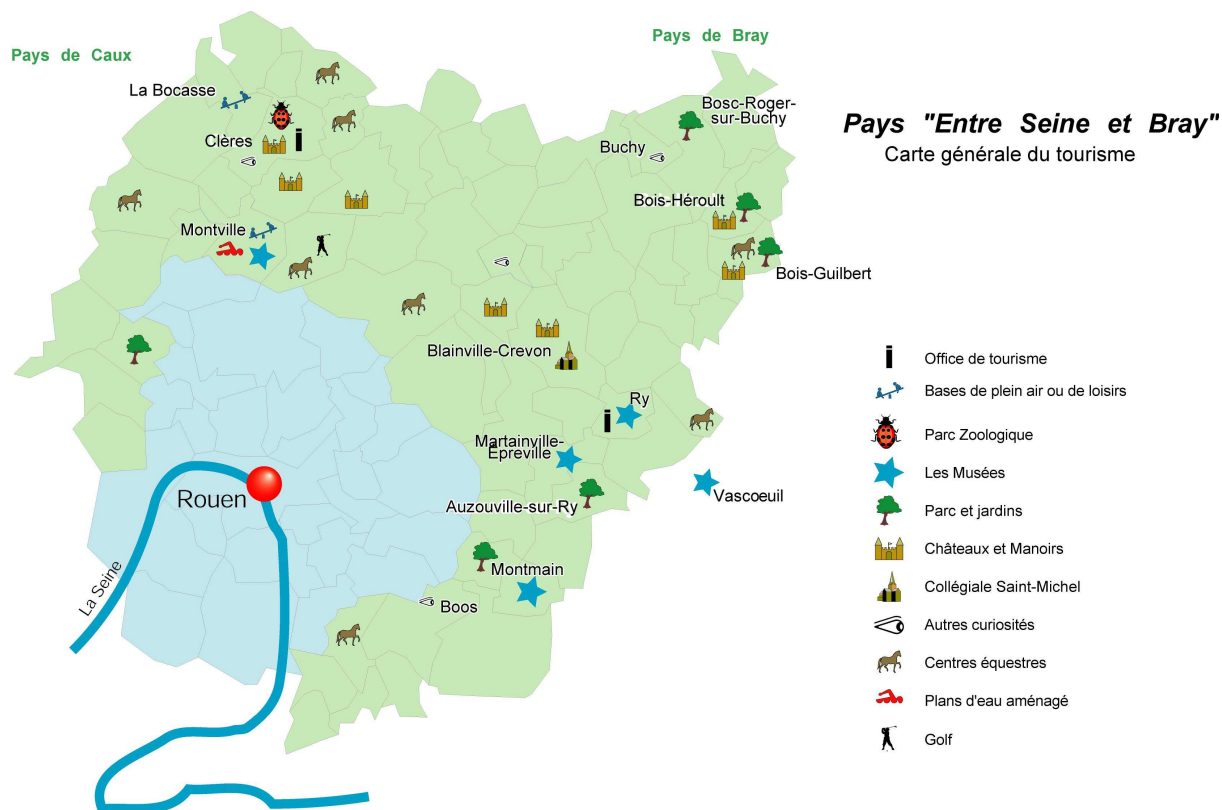 Pays de Caux
Pays de Bray
La Bocasse
Bosc-Roger-
sur-Buchy
Pays "Entre Seine et Bray"
Carte générale du tourisme
Clères
i
Buchy
Bois-Héroult
Montville
Bois-Guilbert
Blainville-Crevon
Ry
i
Martainville-
Épreville
Vascoeuil
Auzouville-sur-Ry
Rouen
Montmain
La Seine
Boos
i Office de tourisme
Bases de plein air ou de loisirs
Parc Zoologique
Les Musées
Parc et jardins
Châteaux et Manoirs
Collégiale Saint-Michel
Autres curiosités
Centres équestres
Plans d'eau aménagé
Golf